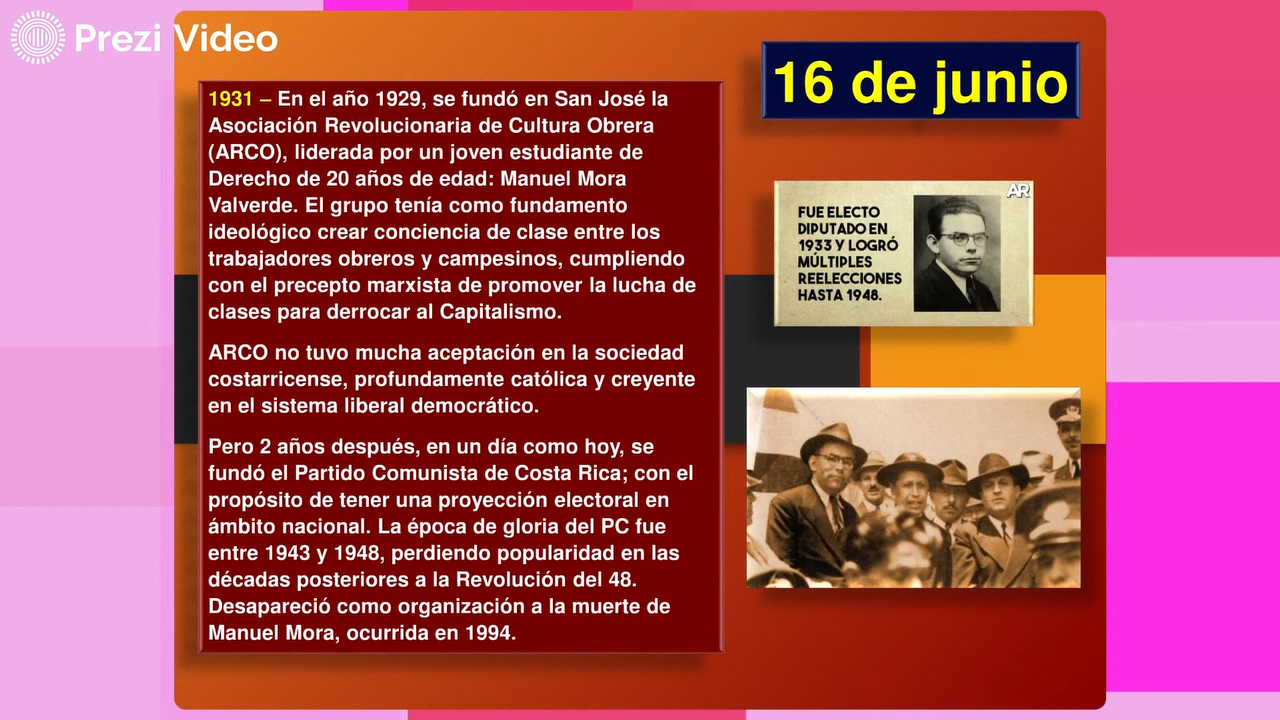 Prezi Video
16 de junio
1931 – En el año 1929, se fundó en San José la
Asociación Revolucionaria de Cultura Obrera
(ARCO), liderada por un joven estudiante de
Derecho de 20 años de edad: Manuel Mora
Valverde. El grupo tenía como fundamento
ideológico crear conciencia de clase entre los
trabajadores obreros y campesinos, cumpliendo
con el precepto marxista de promover la lucha de
clases para derrocar al Capitalismo.
ARCO no tuvo mucha aceptación en la sociedad
costarricense, profundamente católica y creyente
en el sistema liberal democrático.
Pero 2 años después, en un día como hoy, se
fundó el Partido Comunista de Costa Rica; con el
propósito de tener una proyección electoral en
ámbito nacional. La época de gloria del PC fue
entre 1943 y 1948, perdiendo popularidad en las
décadas posteriores a la Revolución del 48.
Desapareció como organización a la muerte de
Manuel Mora, ocurrida en 1994.
AR
FUE ELECTO
DIPUTADO EN
1933 Y LOGRÓ
MÚLTIPLES
REELECCIONES
HASTA 1948.